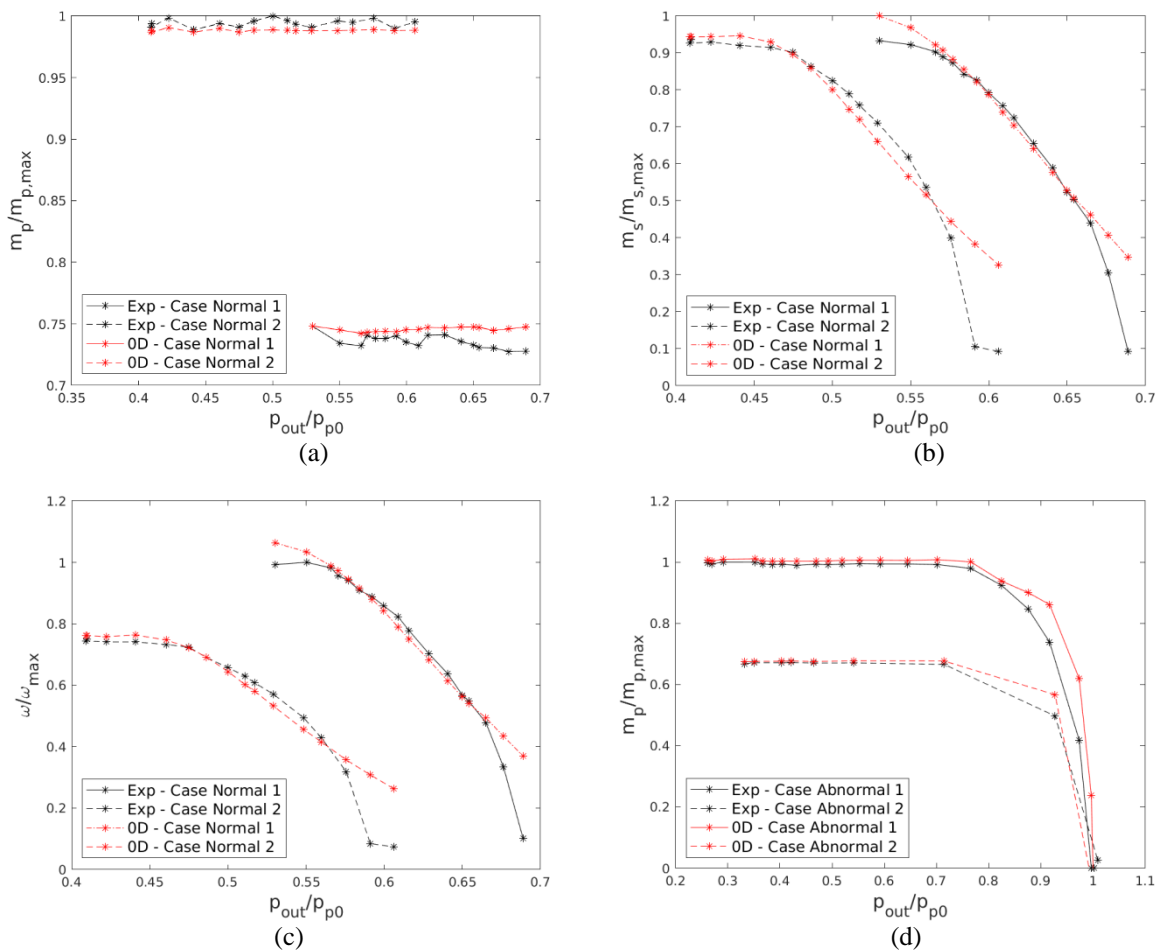 1
0.95
0.9
0.85
0.8
0.75
0.7
m_p/m_p,max
Exp - Case Normal 1
Exp - Case Normal 2
0D - Case Normal 1
0D - Case Normal 2
0.35 0.4 0.45 0.5 0.55 0.6 0.65 0.7
p_out/p_p0
(a)
1
0.9
0.8
0.7
0.6
0.5
0.4
0.3
0.2
0.1
0
m_s/m_s,max
Exp - Case Normal 1
Exp - Case Normal 2
0D - Case Normal 1
0D - Case Normal 2
0.4 0.45 0.5 0.55 0.6 0.65 0.7
p_out/p_p0
(b)
1.2
1
0.8
0.6
0.4
0.2
0
ω/ω_max
Exp - Case Normal 1
Exp - Case Normal 2
0D - Case Normal 1
0D - Case Normal 2
0.4 0.45 0.5 0.55 0.6 0.65 0.7
p_out/p_p0
(c)
1.2
1
0.8
0.6
0.4
0.2
0
m_p/m_p,max
Exp - Case Abnormal 1
Exp - Case Abnormal 2
0D - Case Abnormal 1
0D - Case Abnormal 2
0.2 0.3 0.4 0.5 0.6 0.7 0.8 0.9 1 1.1
p_out/p_p0
(d)